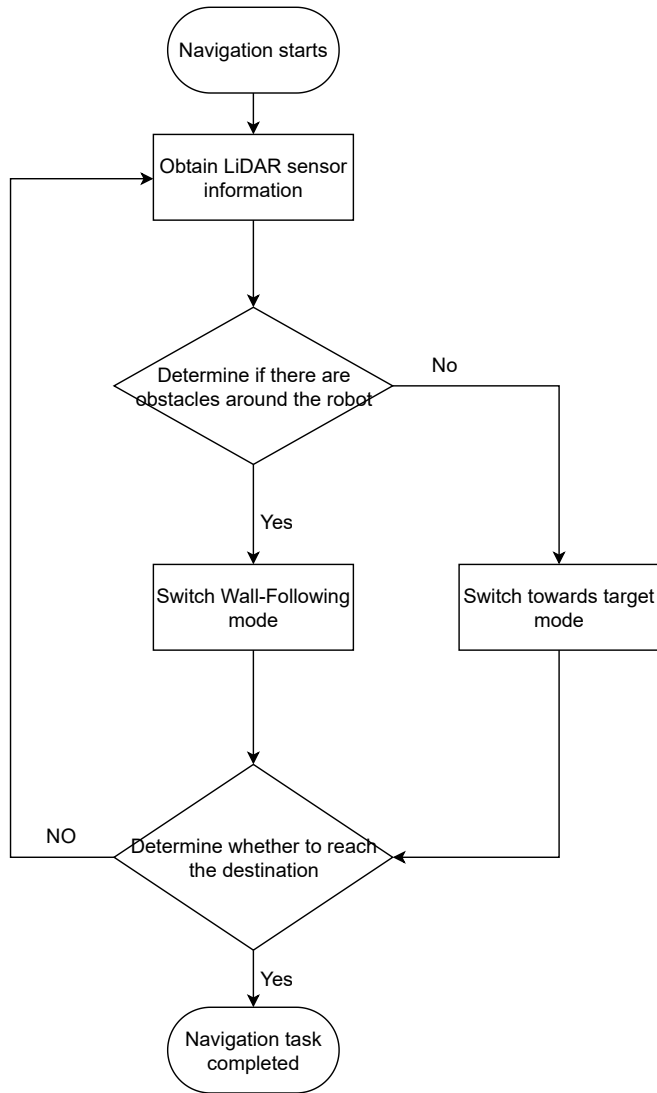 Navigation starts
Obtain LiDAR sensor
information
Determine if there are
obstacles around the robot
No
Yes
Switch Wall-Following
mode
Switch towards target
mode
NO
Determine whether to reach
the destination
Yes
Navigation task
completed